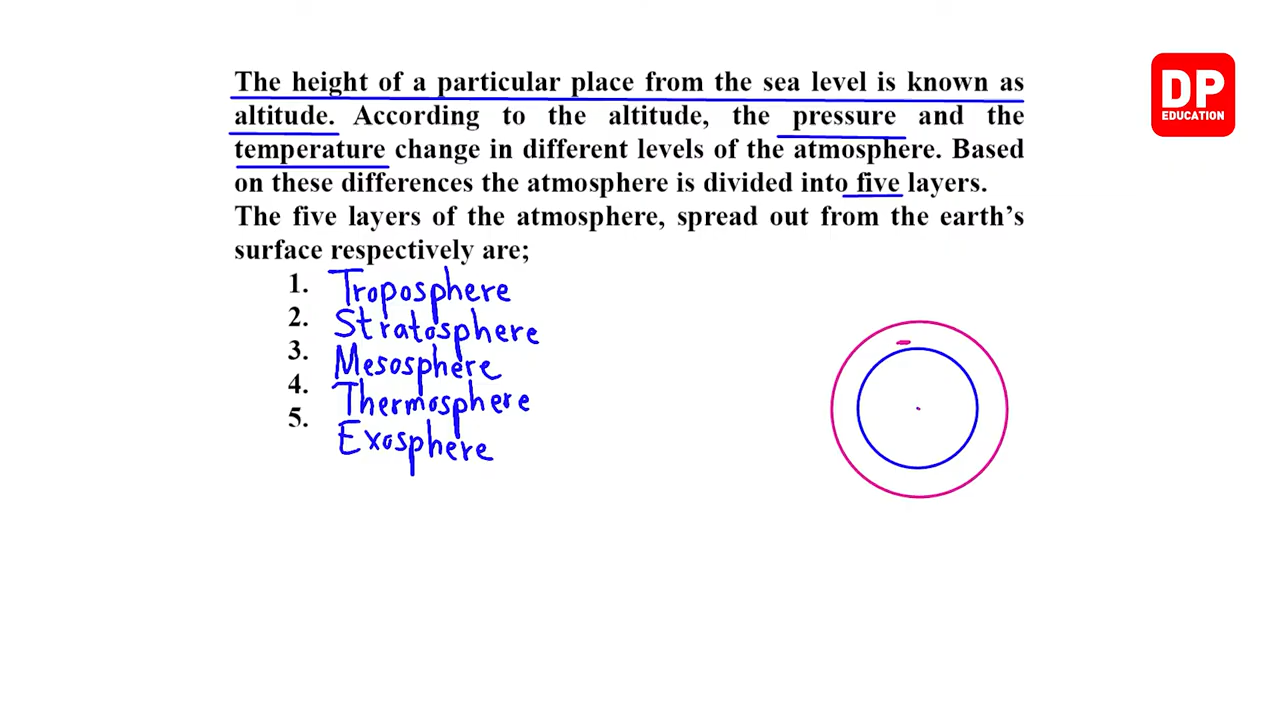 The height of a particular place from the sea level is known as
altitude. According to the altitude, the pressure and the
temperature change in different levels of the atmosphere. Based
on these differences the atmosphere is divided into five layers.
The five layers of the atmosphere, spread out from the earth's
surface respectively are;
1. Troposphere
2. Stratosphere
3. Mesosphere
4. Thermosphere
5. Exosphere
DP
EDUCATION